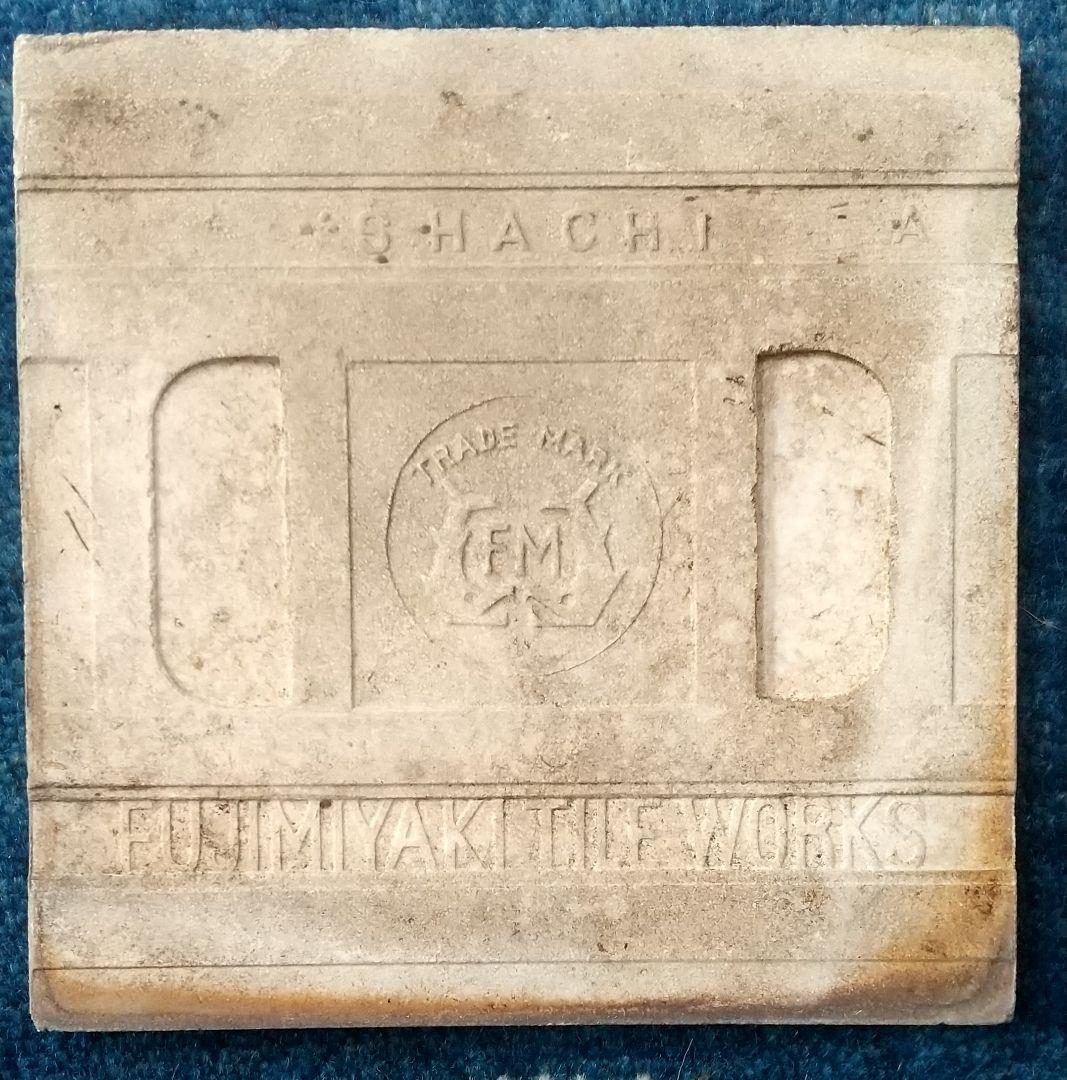 SHACHI
TRADE MARK
FM
FUJIMIYAKI TILE WORKS